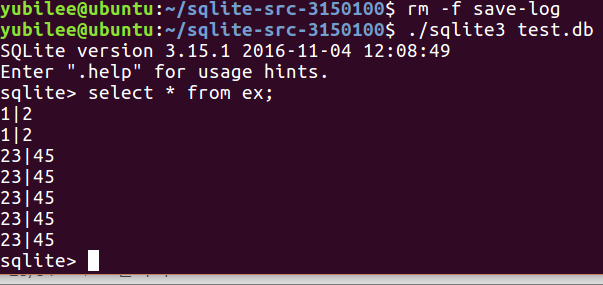 yubilee@ubuntu:~/sqlite-src-3150100$ rm -f save-log
yubilee@ubuntu:~/sqlite-src-3150100$ ./sqlite3 test.db
SQLite version 3.15.1 2016-11-04 12:08:49
Enter ".help" for usage hints.
sqlite> select * from ex;
1|2
1|2
23|45
23|45
23|45
23|45
23|45
sqlite>